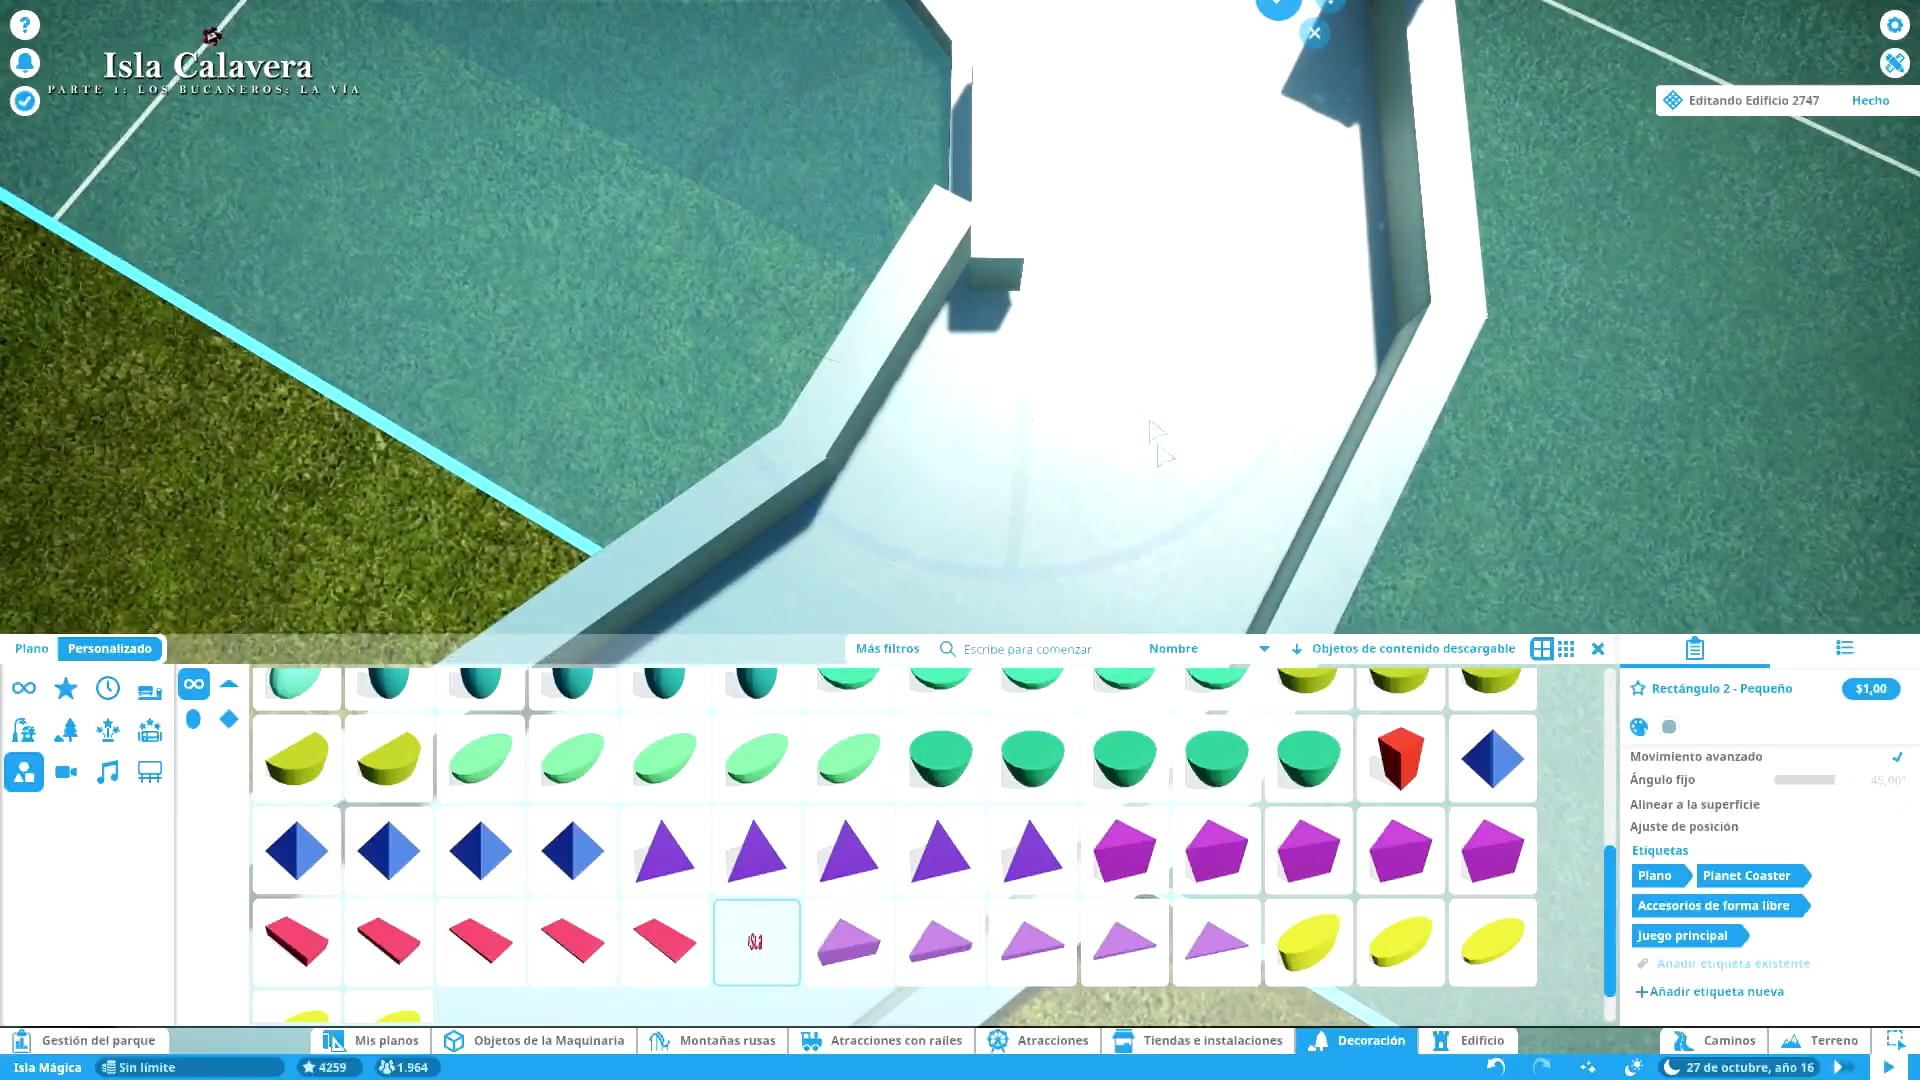 Isla Calavera
PARTE 1: LOS BUCANEROS: LA VÍA
Editando Edificio 2747
Hecho
Plano
Personalizado
Más filtros
Escribe para comenzar
Nombre
Objetos de contenido descargable
Rectángulo 2 - Pequeño
$1,00
Movimiento avanzado
Ángulo fijo
45,00°
Alinear a la superficie
Ajuste de posición
Etiquetas
Plano
Planet Coaster
Accesorios de forma libre
Juego principal
Añadir etiqueta existente
+Añadir etiqueta nueva
iSLa
Gestión del parque
Mis planos
Objetos de la Maquinaria
Montañas rusas
Atracciones con raíles
Atracciones
Tiendas e instalaciones
Decoración
Edificio
Caminos
Terreno
Isla Mágica
Sin límite
4259
1.964
27 de octubre, año 16